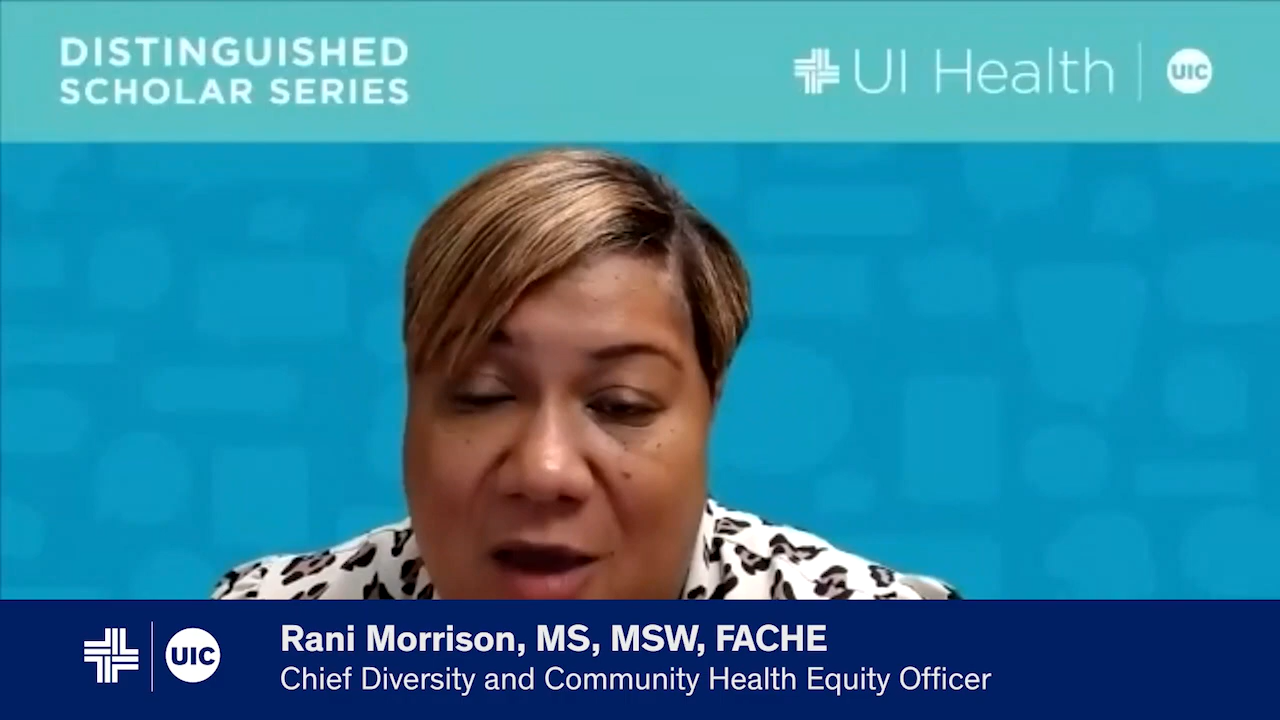 DISTINGUISHED
SCHOLAR SERIES
UI Health
UIC
UIC
Rani Morrison, MS, MSW, FACHE
Chief Diversity and Community Health Equity Officer